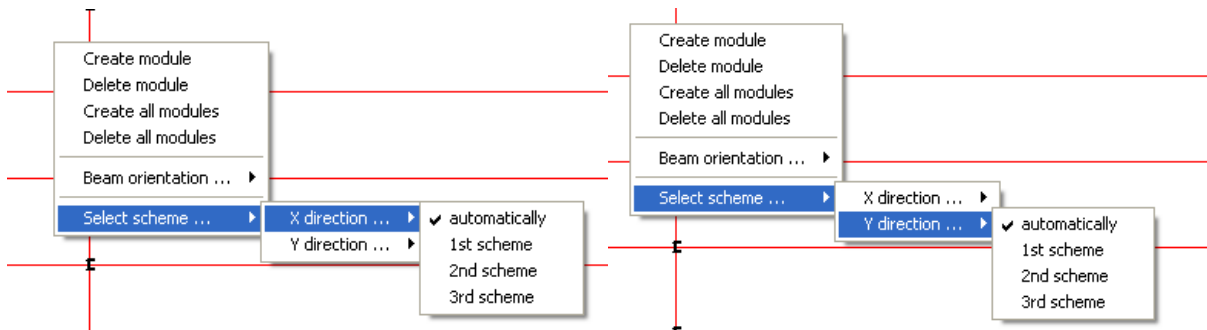 Create module
Delete module
Create all modules
Delete all modules
Beam orientation ...
Select scheme ...
X direction ...
Y direction ...
automatically
1st scheme
2nd scheme
3rd scheme
Create module
Delete module
Create all modules
Delete all modules
Beam orientation ...
Select scheme ...
X direction ...
Y direction ...
automatically
1st scheme
2nd scheme
3rd scheme